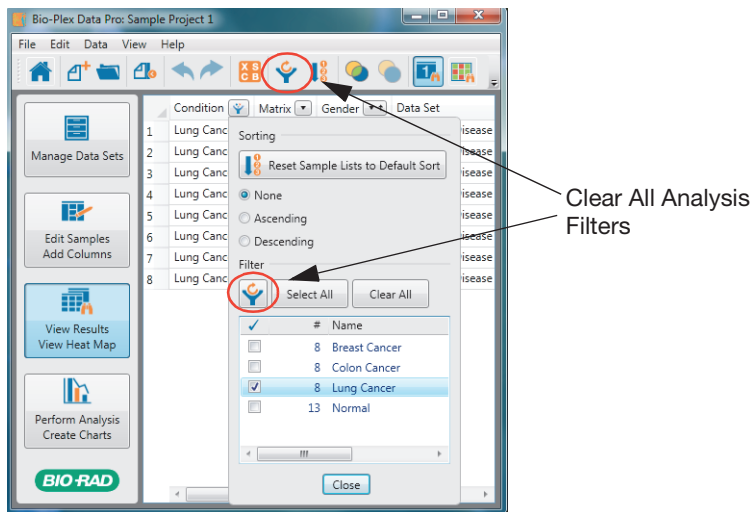 Bio-Plex Data Pro: Sample Project 1
File Edit Data View Help
X S
C B
1
2
3
1
Manage Data Sets
Edit Samples
Add Columns
View Results
View Heat Map
Perform Analysis
Create Charts
BIO-RAD
Condition Matrix Gender Data Set
1 Lung Canc isease
2 Lung Canc isease
3 Lung Canc isease
4 Lung Canc isease
5 Lung Canc isease
6 Lung Canc isease
7 Lung Canc isease
8 Lung Canc isease
Sorting
Reset Sample Lists to Default Sort
None
Ascending
Descending
Filter
Select All Clear All
# Name
8 Breast Cancer
8 Colon Cancer
8 Lung Cancer
13 Normal
Close
Clear All Analysis
Filters